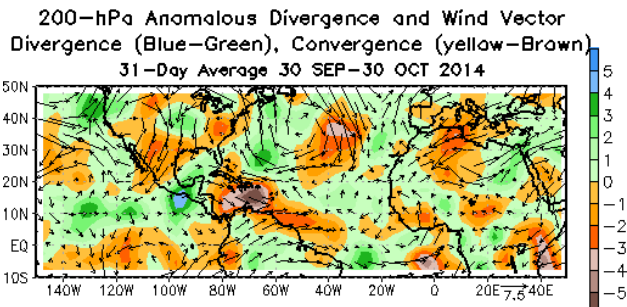 200-hPa Anomalous Divergence and Wind Vector
Divergence (Blue-Green), Convergence (yellow-Brown)
31-Day Average 30 SEP-30 OCT 2014
50N
40N
30N
20N
10N
EQ
10S
140W 120W 100W 80W 60W 40W 20W 0 20E 40E
7.5
5
4
3
2
1
0
-1
-2
-3
-4
-5